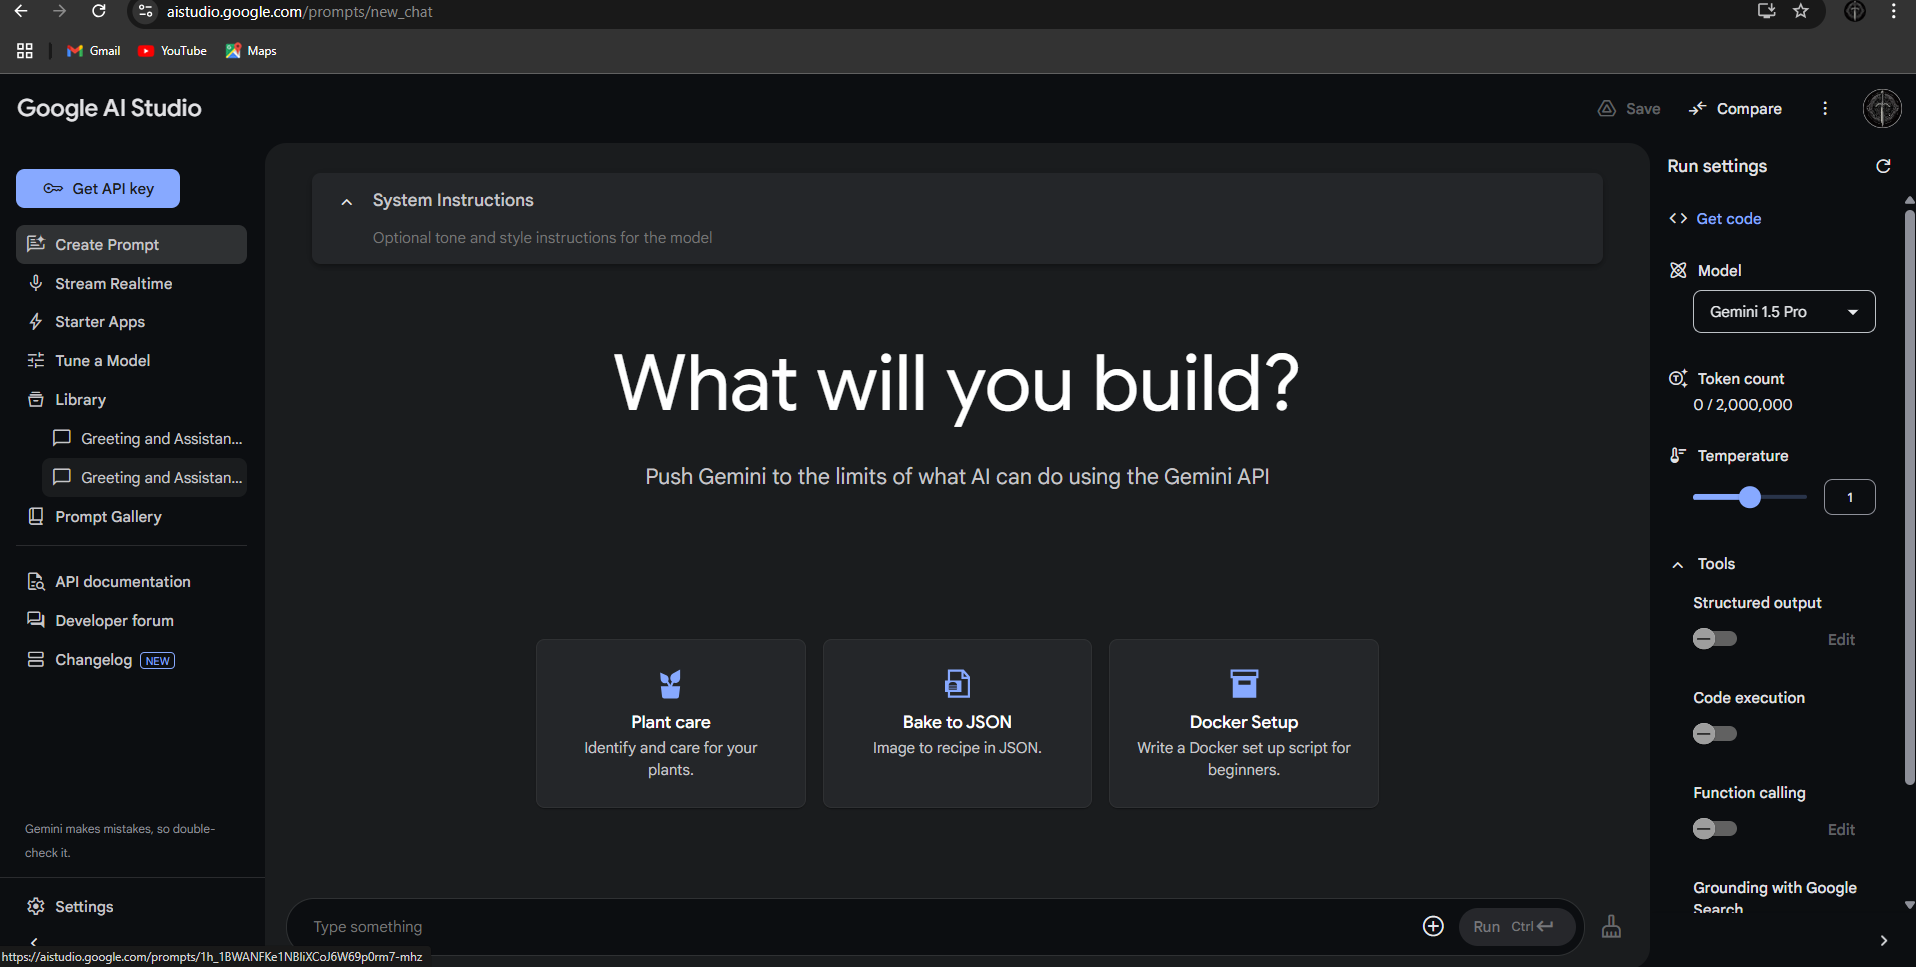 aistudio.google.com/prompts/new_chat
Gmail
YouTube
Maps
Google AI Studio
Save
Compare
Get API key
Create Prompt
Stream Realtime
Starter Apps
Tune a Model
Library
Greeting and Assistan...
Greeting and Assistan...
Prompt Gallery
API documentation
Developer forum
Changelog NEW
Gemini makes mistakes, so double-
check it.
Settings
https://aistudio.google.com/prompts/1h_1BWANFKe1NBIiXCoJ6W69p0rm7-mhz
System Instructions
Optional tone and style instructions for the model
What will you build?
Push Gemini to the limits of what AI can do using the Gemini API
Plant care
Identify and care for your
plants.
Bake to JSON
Image to recipe in JSON.
Docker Setup
Write a Docker set up script for
beginners.
Type something
Run Ctrl
Run settings
Get code
Model
Gemini 1.5 Pro
Token count
0 / 2,000,000
Temperature
1
Tools
Structured output
Edit
Code execution
Function calling
Edit
Grounding with Google
Search